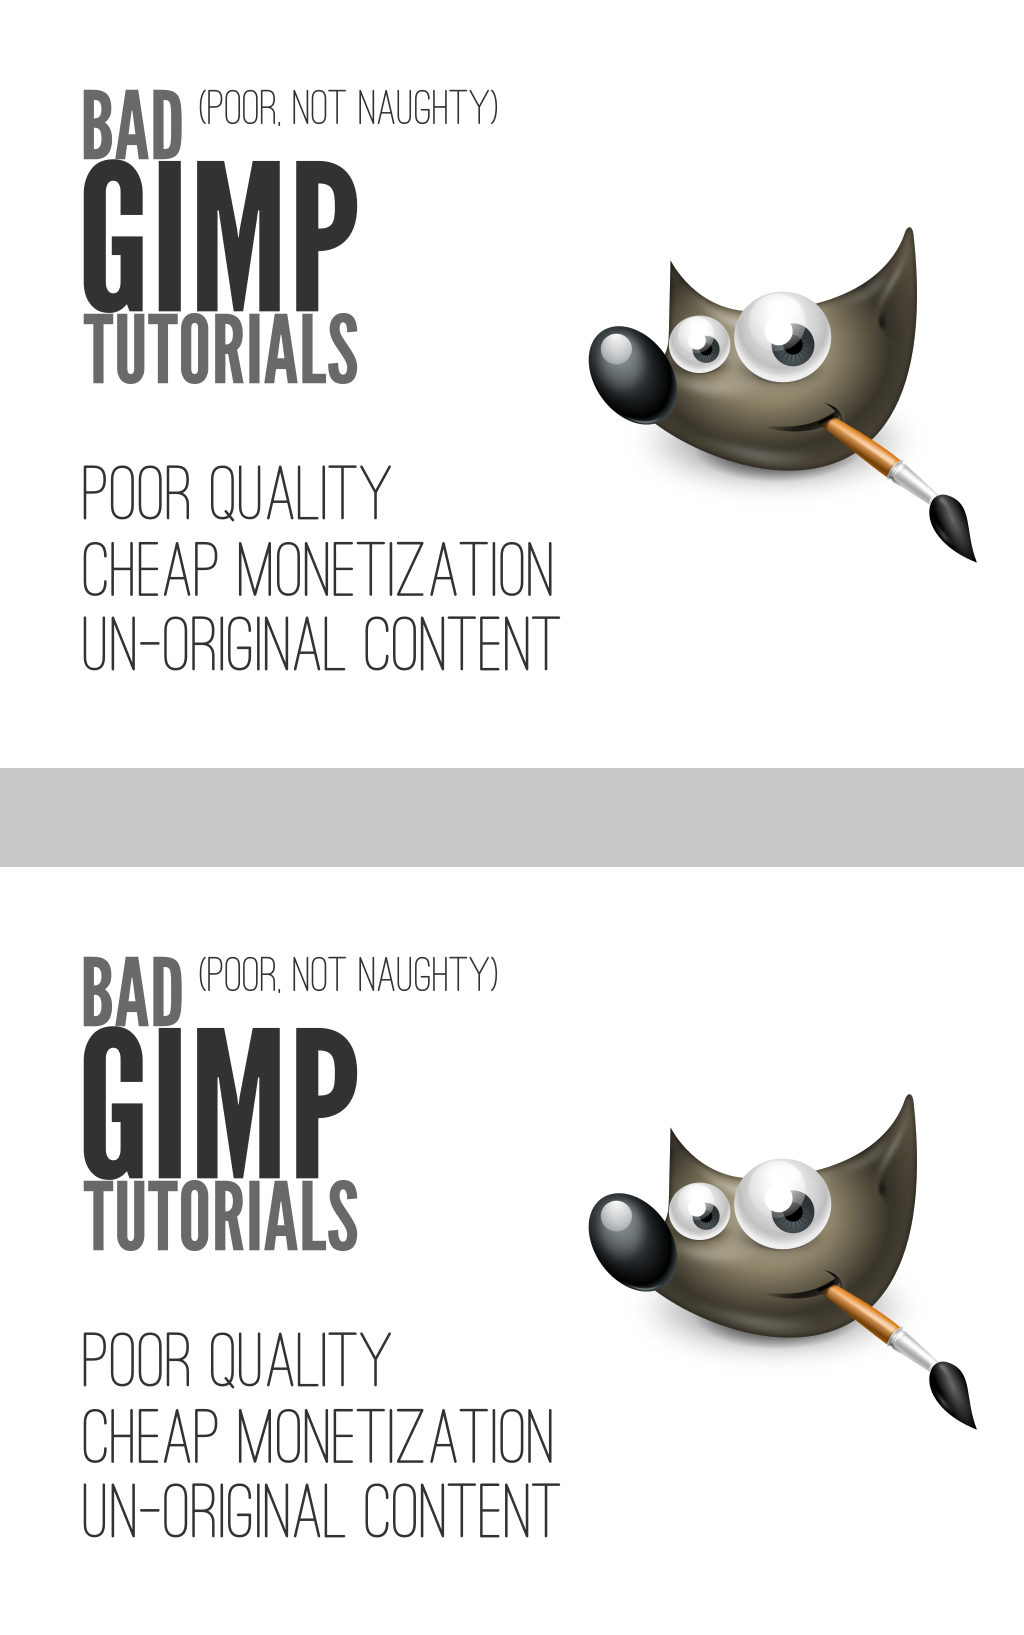 BAD (POOR, NOT NAUGHTY)
GIMP
TUTORIALS
POOR QUALITY
CHEAP MONETIZATION
UN-ORIGINAL CONTENT
BAD (POOR, NOT NAUGHTY)
GIMP
TUTORIALS
POOR QUALITY
CHEAP MONETIZATION
UN-ORIGINAL CONTENT